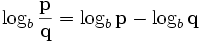 log_b p/q = log_b p − log_b q